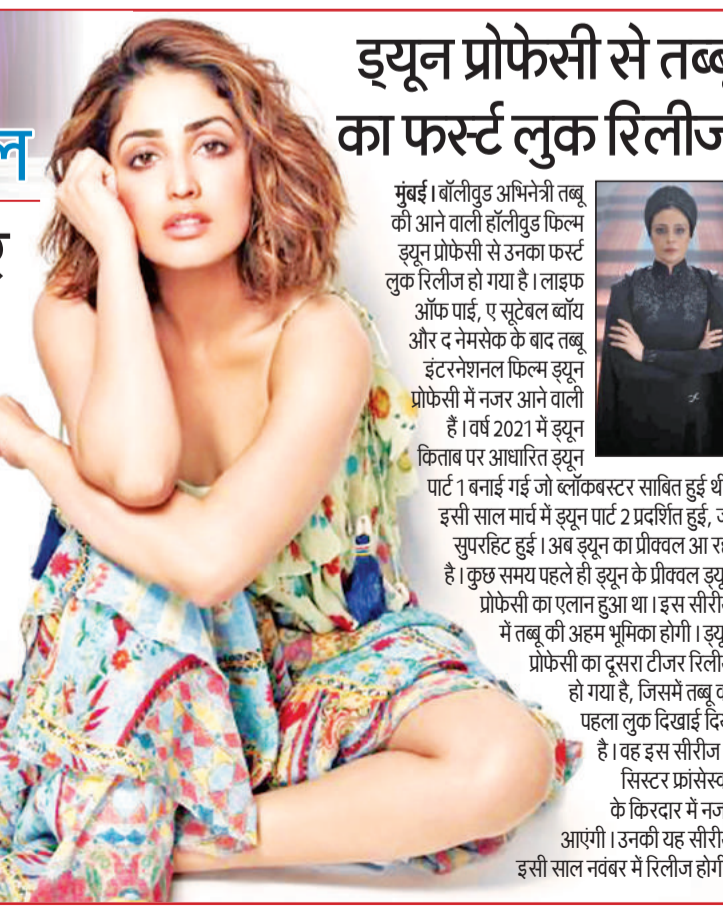 ड्यून प्रोफेसी से तब्बू
का फर्स्ट लुक रिलीज
मुंबई । बॉलीवुड अभिनेत्री तब्बू
की आने वाली हॉलीवुड फिल्म
ड्यून प्रोफेसी से उनका फर्स्ट
लुक रिलीज हो गया है । लाइफ
ऑफ पाई, ए सूटेबल ब्वॉय
और द नेमसेक के बाद तब्बू
इंटरनेशनल फिल्म ड्यून
प्रोफेसी में नजर आने वाली
हैं । वर्ष 2021 में ड्यून
किताब पर आधारित ड्यून
पार्ट 1 बनाई गई जो ब्लॉकबस्टर साबित हुई
इसी साल मार्च में ड्यून पार्ट 2 प्रदर्शित हुई,
सुपरहिट हुई । अब ड्यून का प्रीक्वल आ
है । कुछ समय पहले ही ड्यून के प्रीक्वल
प्रोफेसी का एलान हुआ था । इस
में तब्बू की अहम भूमिका होगी ।
प्रोफेसी का दूसरा टीजर
हो गया है, जिसमें तब्बू
पहला लुक दिखाई
है । वह इस सीरीज
सिस्टर
के किरदार में
आएंगी । उनकी यह
इसी साल नवंबर में रिलीज